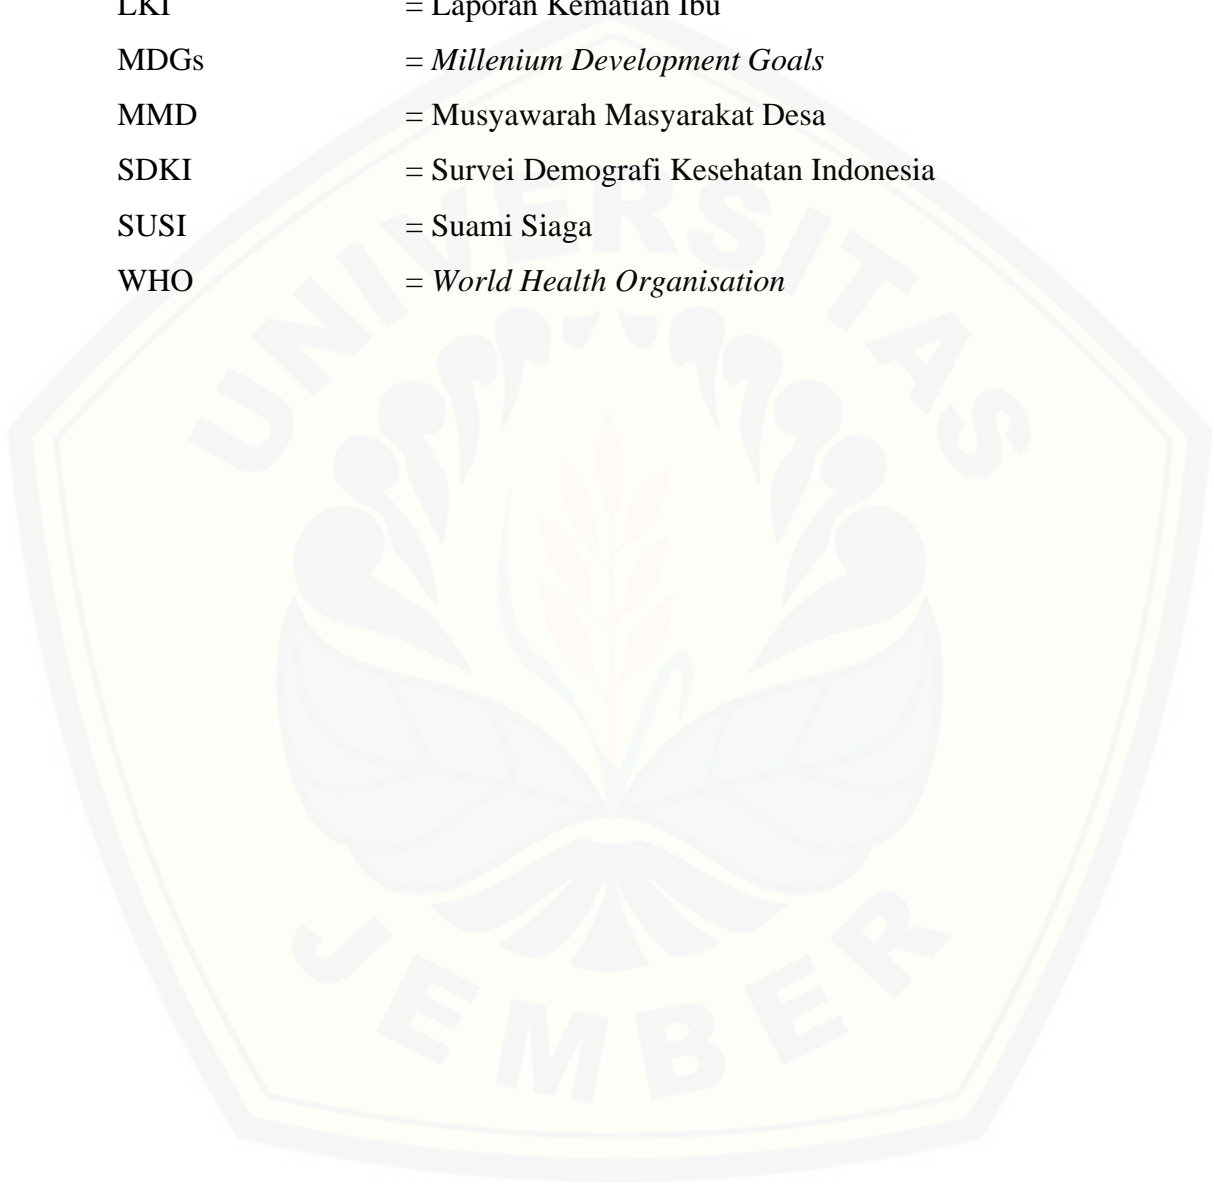 LKI = Laporan Kematian Ibu
MDGs = Millenium Development Goals
MMD = Musyawarah Masyarakat Desa
SDKI = Survei Demografi Kesehatan Indonesia
SUSI = Suami Siaga
WHO = World Health Organisation
UNIVERSITAS
JEMBER